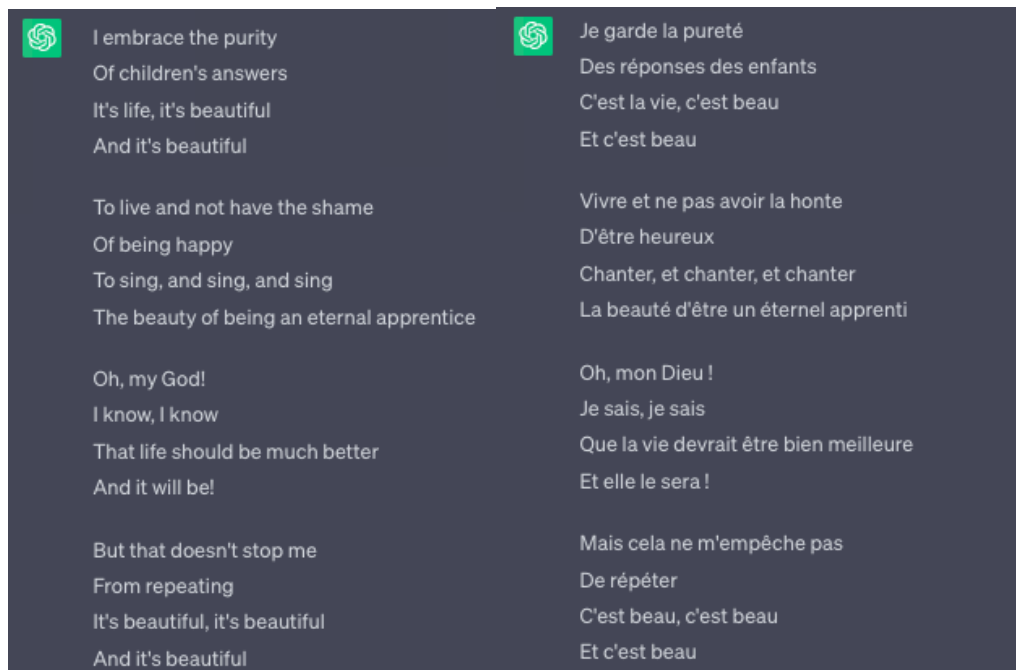 I embrace the purity
Of children's answers
It's life, it's beautiful
And it's beautiful
To live and not have the shame
Of being happy
To sing, and sing, and sing
The beauty of being an eternal apprentice
Oh, my God!
I know, I know
That life should be much better
And it will be!
But that doesn't stop me
From repeating
It's beautiful, it's beautiful
And it's beautiful
Je garde la pureté
Des réponses des enfants
C'est la vie, c'est beau
Et c'est beau
Vivre et ne pas avoir la honte
D'être heureux
Chanter, et chanter, et chanter
La beauté d'être un éternel apprenti
Oh, mon Dieu !
Je sais, je sais
Que la vie devrait être bien meilleure
Et elle le sera !
Mais cela ne m'empêche pas
De répéter
C'est beau, c'est beau
Et c'est beau